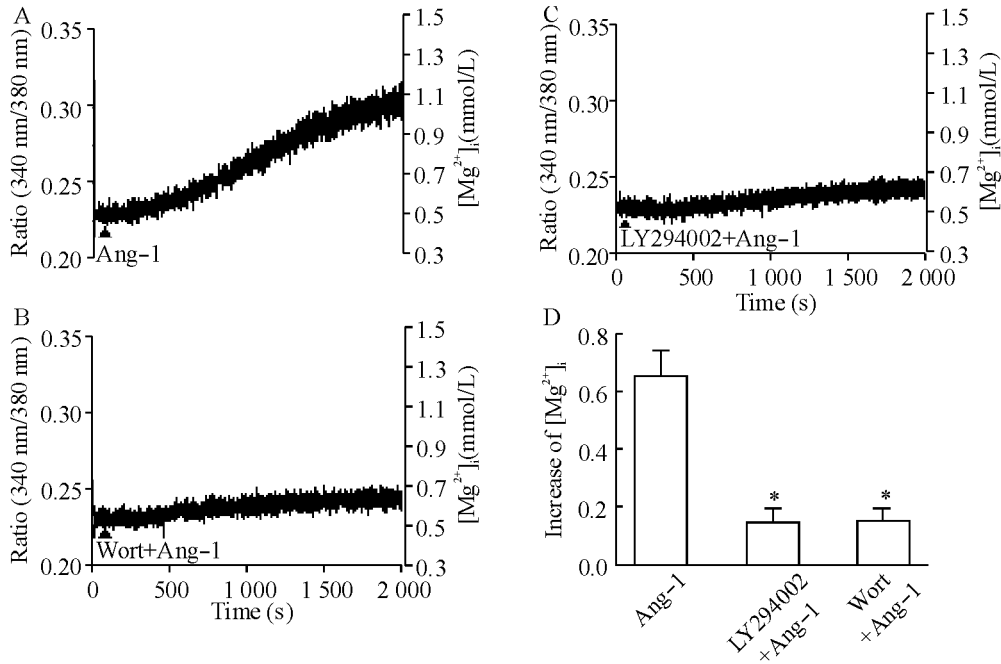 A
Ratio (340 nm/380 nm)
0.35
0.30
0.25
0.20
1.5
1.3
1.1
0.9
0.7
0.5
0.3
[Mg²⁺]ᵢ(mmol/L)
Ang-1
C
Ratio (340 nm/380 nm)
0.35
0.30
0.25
0.20
1.5
1.3
1.1
0.9
0.7
0.5
0.3
[Mg²⁺]ᵢ(mmol/L)
LY294002+Ang-1
0 500 1 000 1 500 2 000
Time (s)
B
Ratio (340 nm/380 nm)
0.35
0.30
0.25
0.20
1.5
1.3
1.1
0.9
0.7
0.5
0.3
[Mg²⁺]ᵢ(mmol/L)
Wort+Ang-1
0 500 1 000 1 500 2 000
Time (s)
D
Increase of [Mg²⁺]ᵢ
0.8
0.6
0.4
0.2
0.0
* *
Ang-1
LY294002
+Ang-1
Wort
+Ang-1